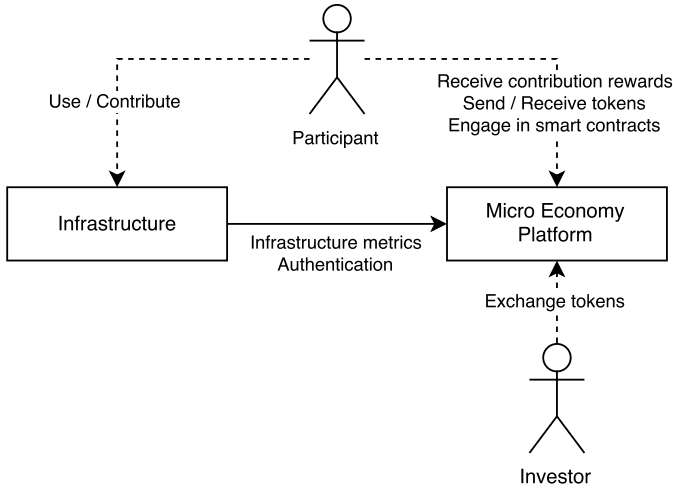 Use / Contribute
Receive contribution rewards
Send / Receive tokens
Engage in smart contracts
Participant
Infrastructure
Infrastructure metrics
Authentication
Micro Economy
Platform
Exchange tokens
Investor